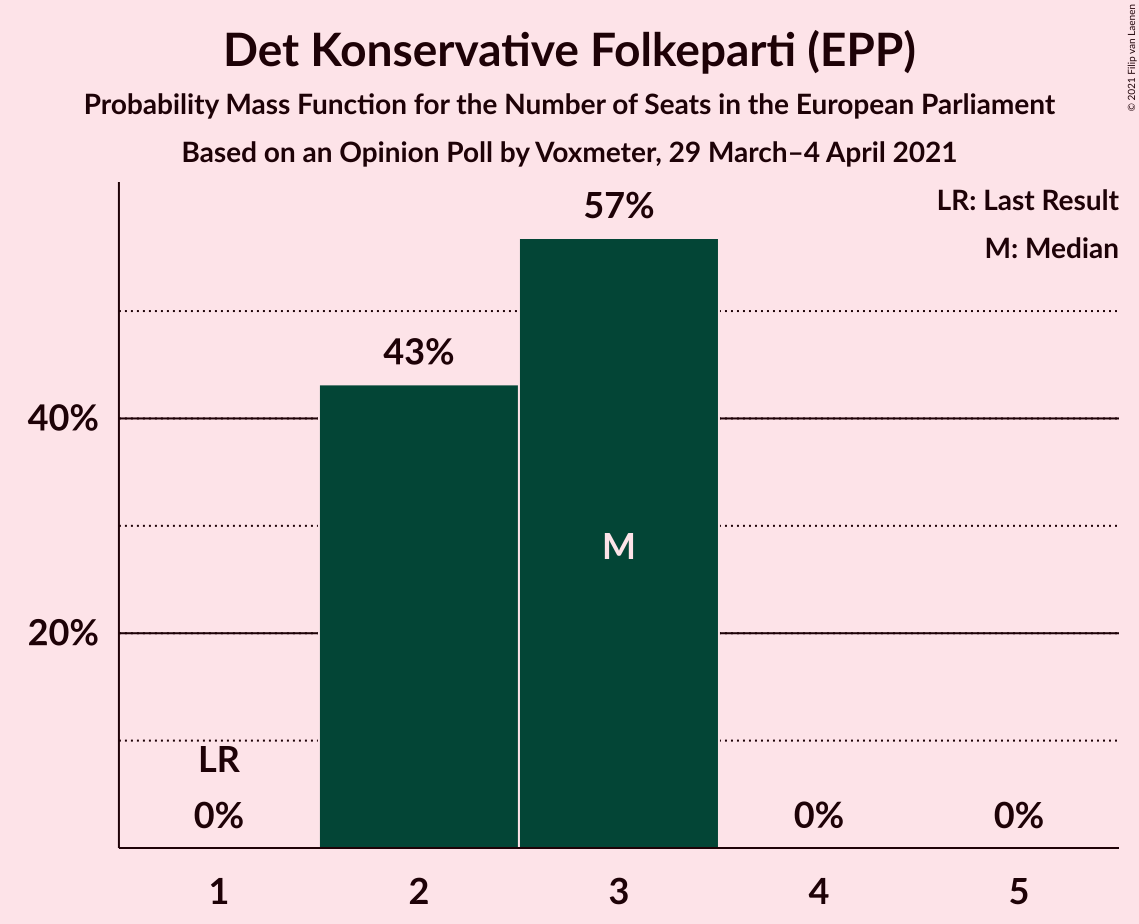 Det Konservative Folkeparti (EPP)
Probability Mass Function for the Number of Seats in the European Parliament
Based on an Opinion Poll by Voxmeter, 29 March–4 April 2021
© 2021 Filip van Laenen
LR: Last Result
M: Median
57%
43%
40%
M
20%
LR
0%
0%
0%
1
2
3
4
5